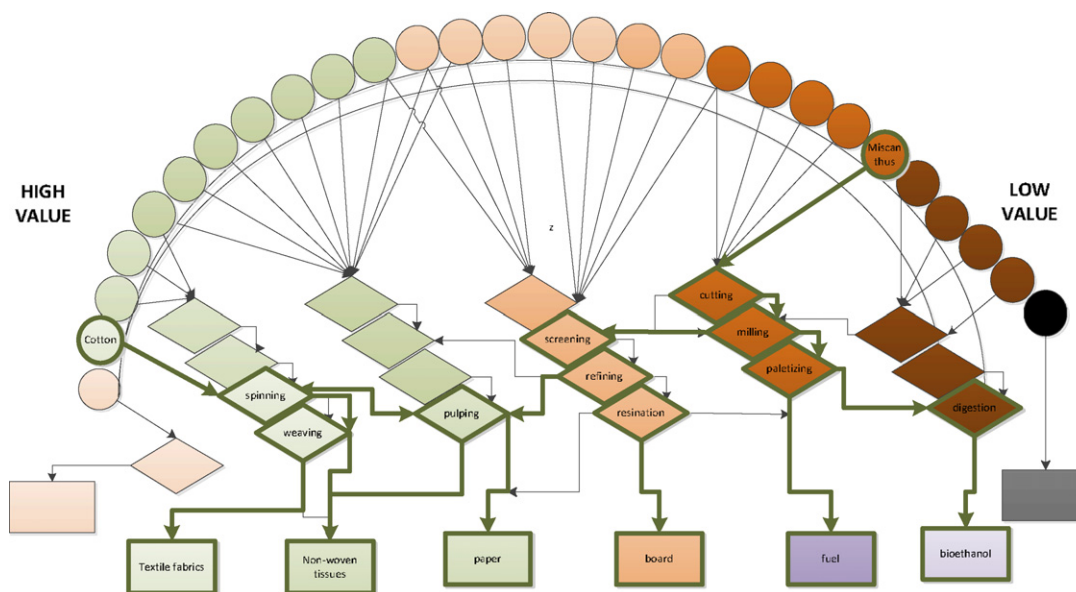 HIGH
VALUE
LOW
VALUE
Miscan
thus
z
Cotton
cutting
milling
paletizing
screening
refining
resination
spinning
weaving
pulping
digestion
Textile fabrics
Non-woven
tissues
paper
board
fuel
bioethanol